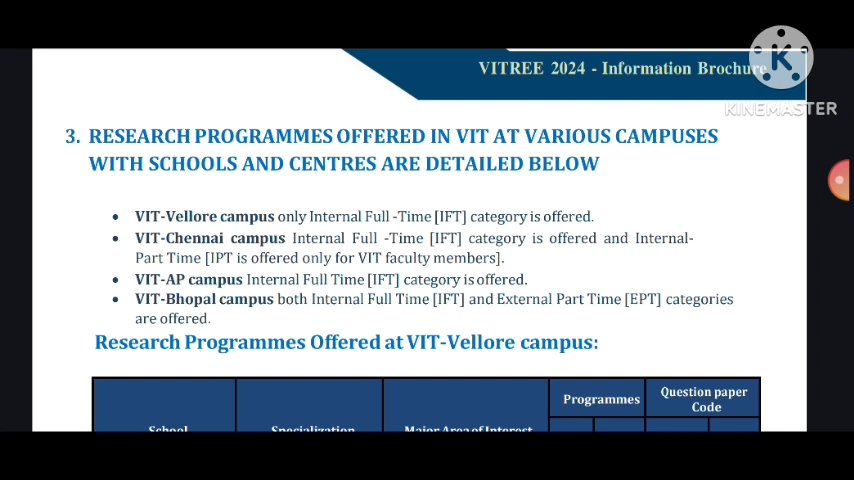 VITREE 2024 - Information Brochure
KINEMASTER
3. RESEARCH PROGRAMMES OFFERED IN VIT AT VARIOUS CAMPUSES
WITH SCHOOLS AND CENTRES ARE DETAILED BELOW
• VIT-Vellore campus only Internal Full -Time [IFT] category is offered.
• VIT-Chennai campus Internal Full -Time [IFT] category is offered and Internal-
Part Time [IPT is offered only for VIT faculty members].
• VIT-AP campus Internal Full Time [IFT] category is offered.
• VIT-Bhopal campus both Internal Full Time [IFT] and External Part Time [EPT] categories
are offered.
Research Programmes Offered at VIT-Vellore campus:
Programmes
Question paper
Code
School
Specialization
Major Area of Interest